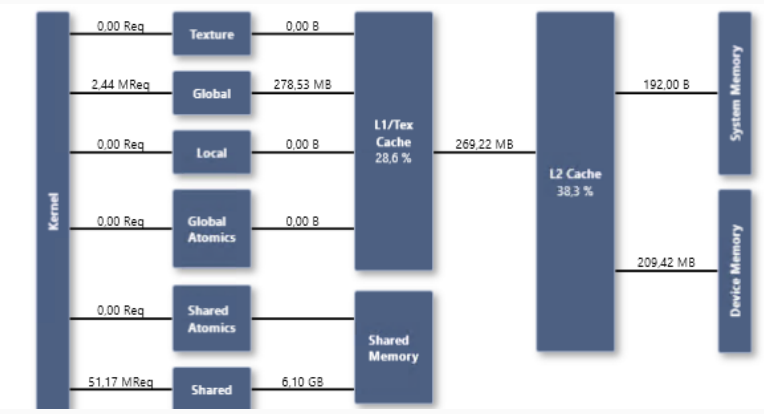 Kernel
0,00 Req
Texture
0,00 B
2,44 MReq
Global
278,53 MB
0,00 Req
Local
0,00 B
0,00 Req
Global
Atomics
0,00 B
0,00 Req
Shared
Atomics
51,17 MReq
Shared
6,10 GB
L1/Tex
Cache
28,6 %
Shared
Memory
269,22 MB
L2 Cache
38,3 %
192,00 B
System Memory
209,42 MB
Device Memory